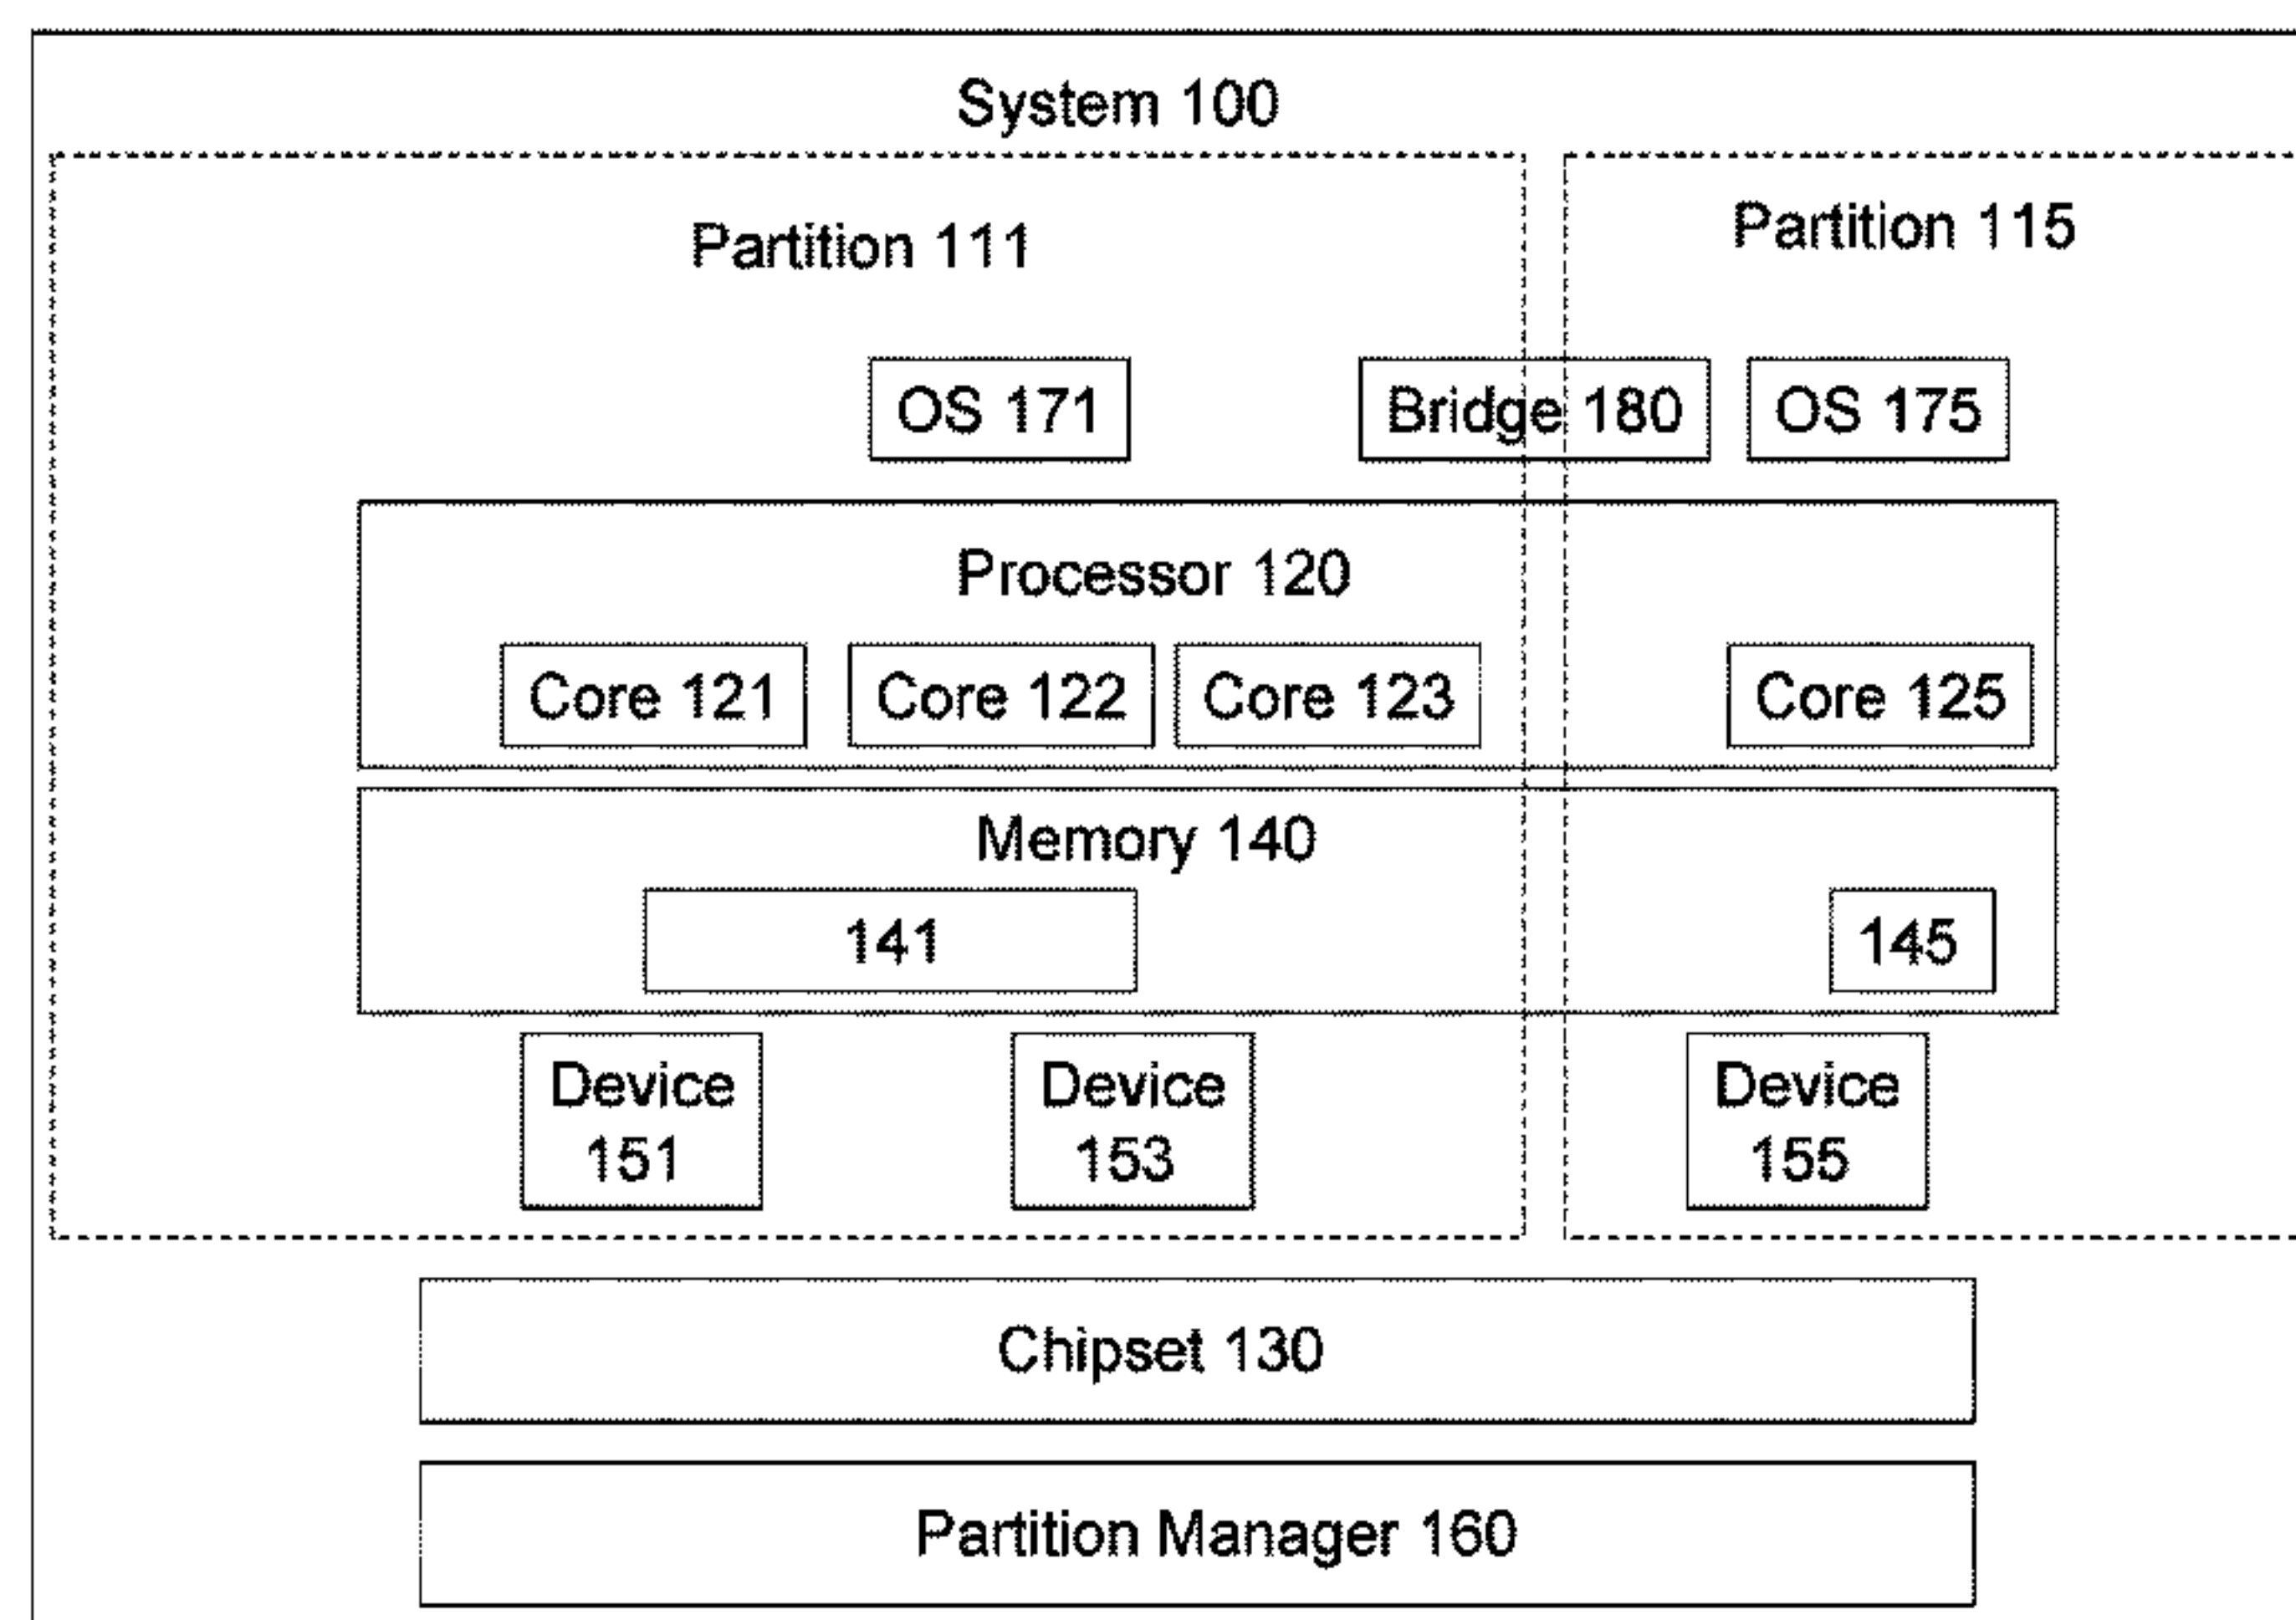 System 100
Partition 111
Partition 115
OS 171
Bridge 180
OS 175
Processor 120
Core 121
Core 122
Core 123
Core 125
Memory 140
141
145
Device
151
Device
153
Device
155
Chipset 130
Partition Manager 160